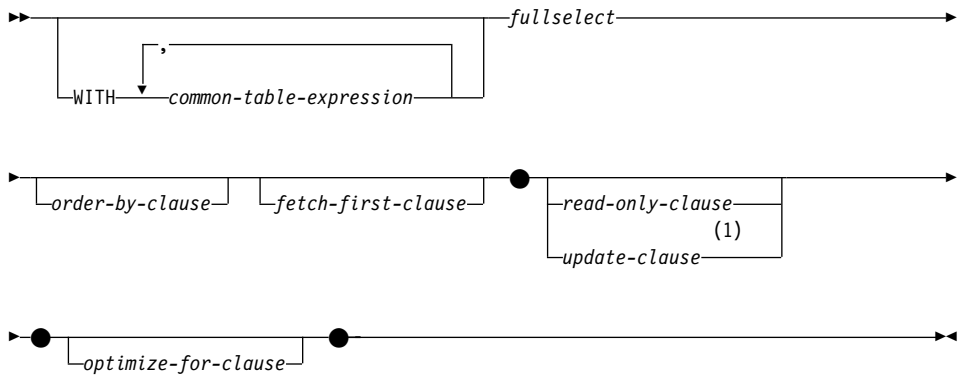 fullselect
,
WITH common-table-expression
order-by-clause fetch-first-clause read-only-clause
(1)
update-clause
optimize-for-clause